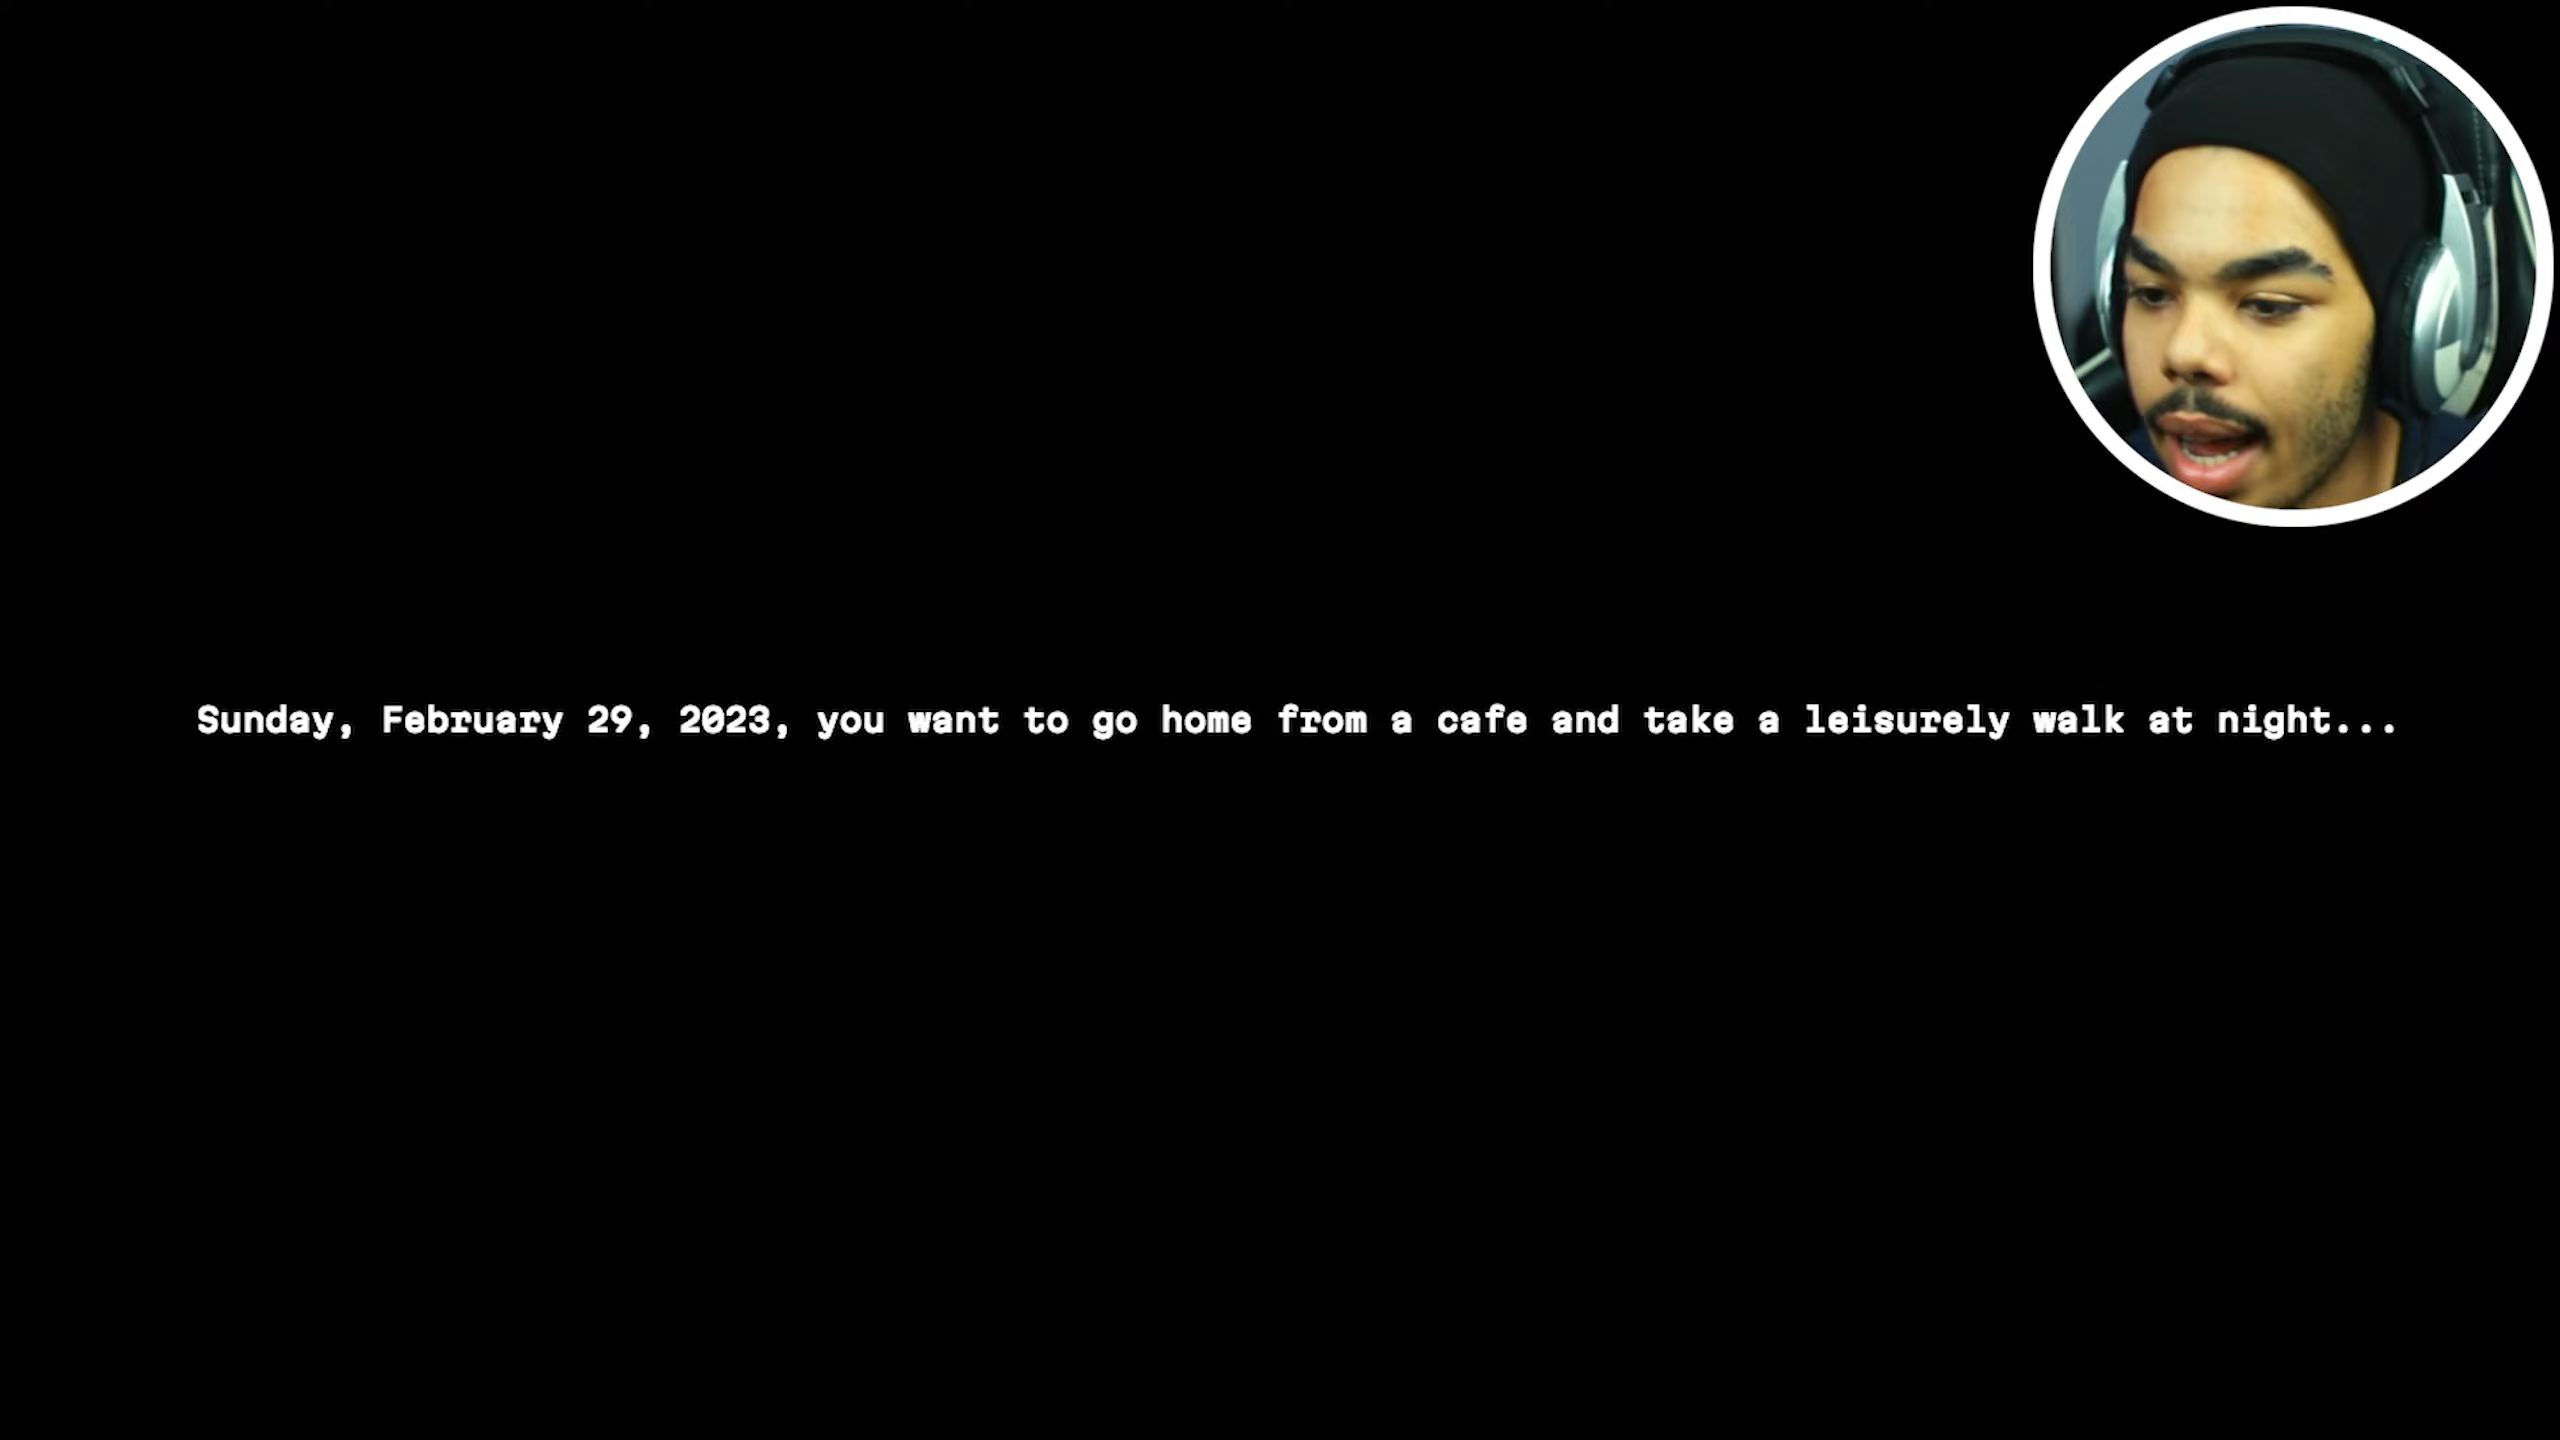 Sunday, February 29, 2023, you want to go home from a cafe and take a leisurely walk at night...